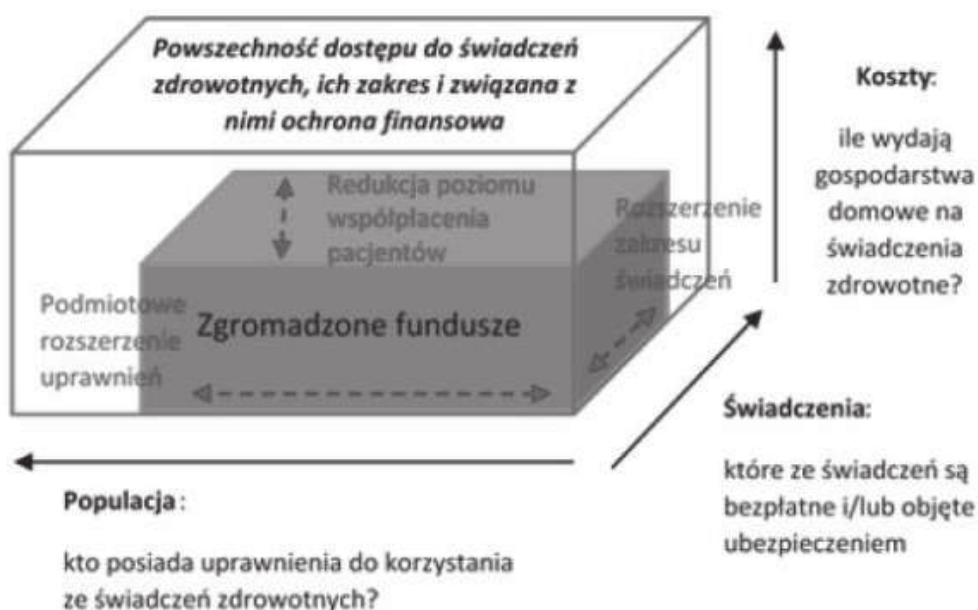 Powszechność dostępu do świadczeń
zdrowotnych, ich zakres i związana z
nimi ochrona finansowa
Koszty:
ile wydają
gospodarstwa
domowe na
świadczenia
zdrowotne?
Redukcja poziomu
współpłacenia
pacjentów
Rozszerzenie
zakresu
świadczeń
Podmiotowe
rozszerzenie
uprawnień
Zgromadzone fundusze
Świadczenia:
które ze świadczeń są
bezpłatne i/lub objęte
ubezpieczeniem
Populacja:
kto posiada uprawnienia do korzystania
ze świadczeń zdrowotnych?